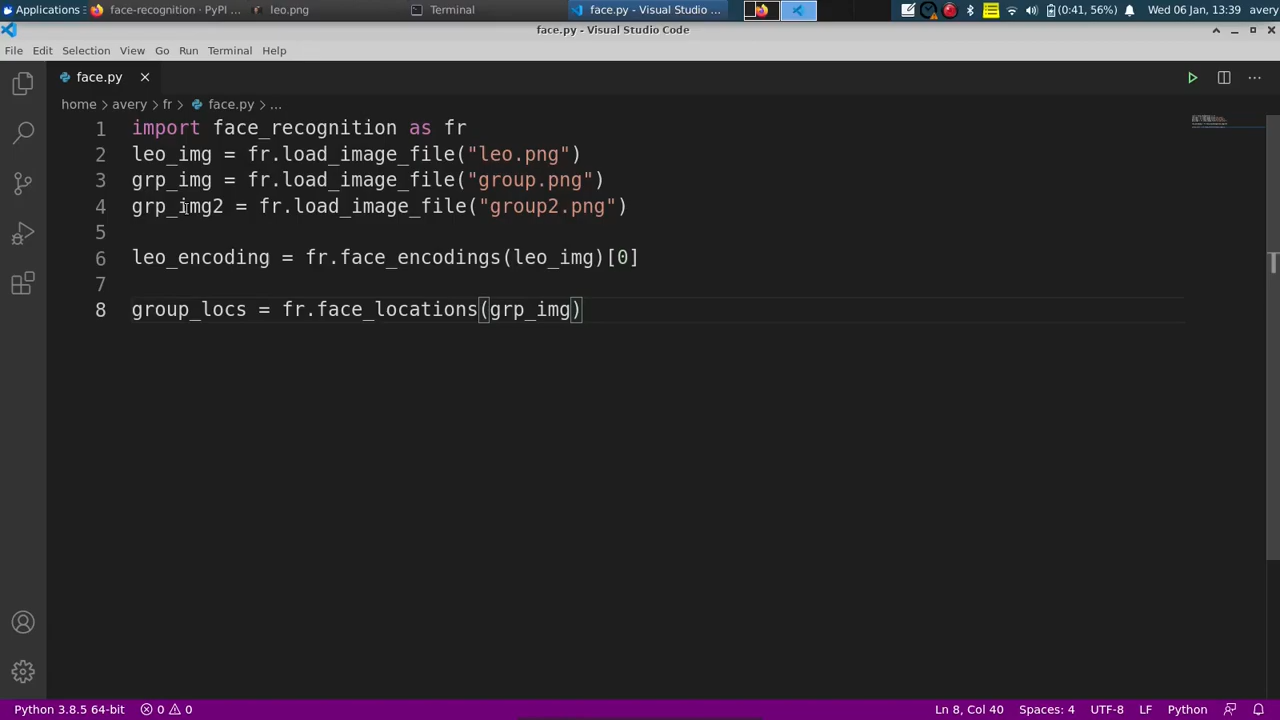 Applications
face-recognition · PyPI ...
leo.png
Terminal
face.py - Visual Studio ...
(0:41, 56%)
Wed 06 Jan, 13:39
avery
face.py - Visual Studio Code
File Edit Selection View Go Run Terminal Help
face.py
home > avery > fr > face.py > ...
1 import face_recognition as fr
2 leo_img = fr.load_image_file("leo.png")
3 grp_img = fr.load_image_file("group.png")
4 grp_img2 = fr.load_image_file("group2.png")
5
6 leo_encoding = fr.face_encodings(leo_img)[0]
7
8 group_locs = fr.face_locations(grp_img)
Python 3.8.5 64-bit 0 0 Ln 8, Col 40 Spaces: 4 UTF-8 LF Python